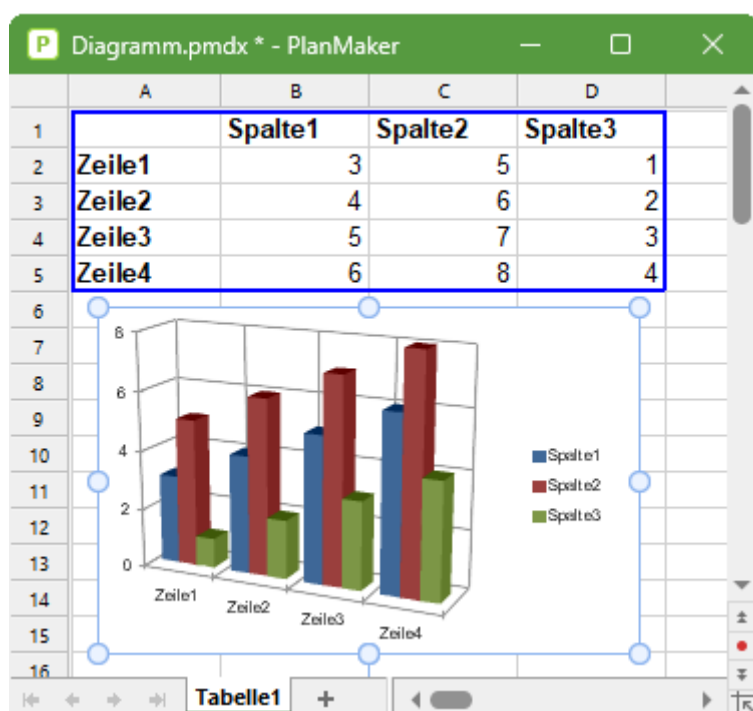 P Diagramm.pmdx * - PlanMaker
A B C D
1 Spalte1 Spalte2 Spalte3
2 Zeile1 3 5 1
3 Zeile2 4 6 2
4 Zeile3 5 7 3
5 Zeile4 6 8 4
6
7
8
9
10
11
12
13
14
15
16
8
6
4
2
0
Zeile1 Zeile2 Zeile3 Zeile4
Spalte1
Spalte2
Spalte3
Tabelle1 +